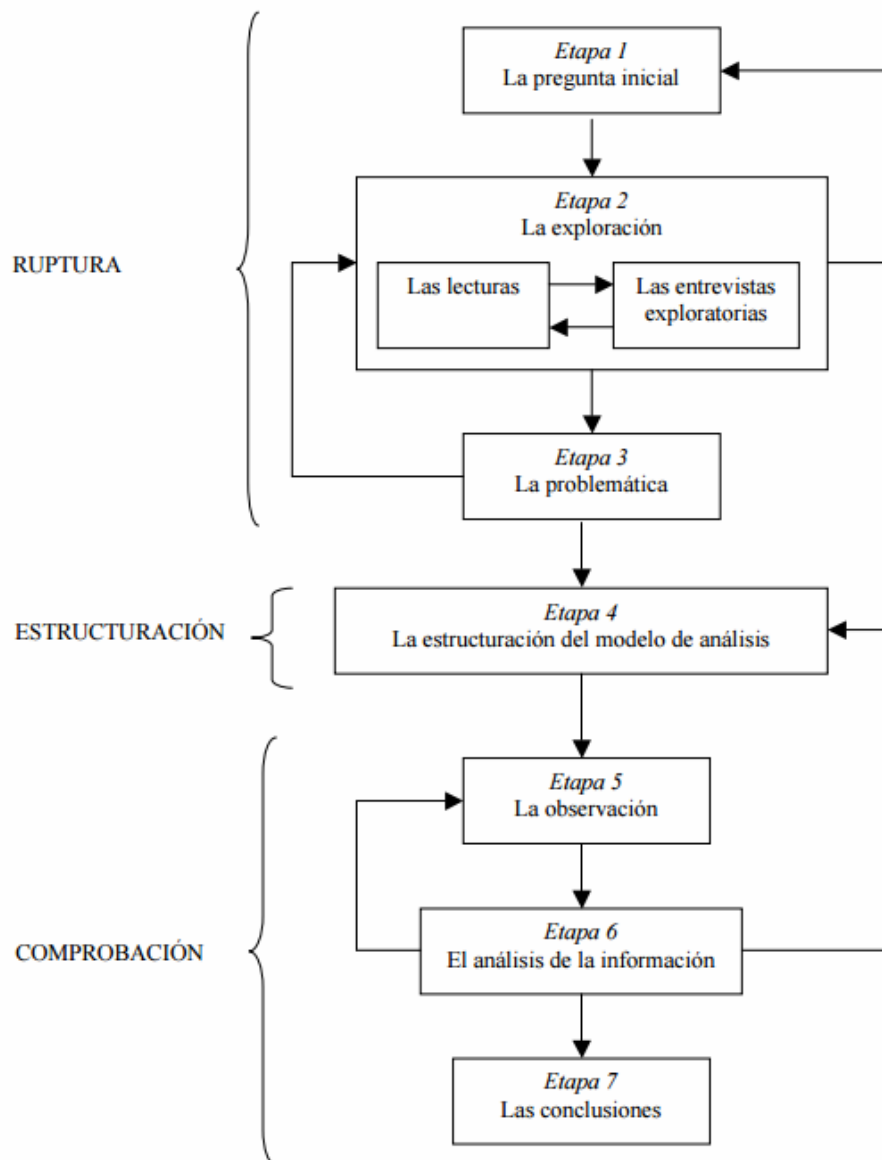 Etapa 1
La pregunta inicial
Etapa 2
La exploración
RUPTURA
Las lecturas
Las entrevistas
exploratorias
Etapa 3
La problemática
ESTRUCTURACIÓN
Etapa 4
La estructuración del modelo de análisis
Etapa 5
La observación
COMPROBACIÓN
Etapa 6
El análisis de la información
Etapa 7
Las conclusiones